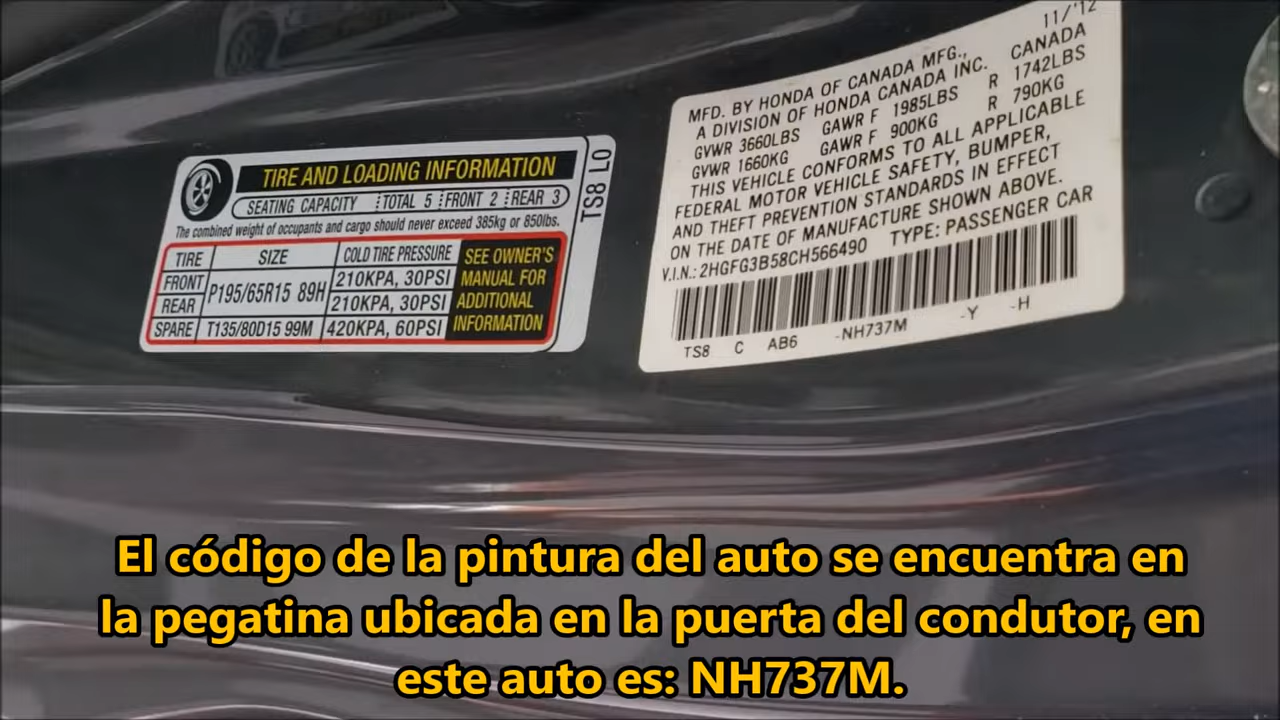 TIRE AND LOADING INFORMATION
SEATING CAPACITY TOTAL 5 FRONT 2 REAR 3
The combined weight of occupants and cargo should never exceed 385kg or 850lbs.
TIRE SIZE COLD TIRE PRESSURE
FRONT P195/65R15 89H 210KPA, 30PSI
REAR 210KPA, 30PSI
SPARE T135/80D15 99M 420KPA, 60PSI
SEE OWNER'S
MANUAL FOR
ADDITIONAL
INFORMATION
TS8 L0
11/'12
MFD. BY HONDA OF CANADA MFG.,
A DIVISION OF HONDA CANADA INC. CANADA
GVWR 3660LBS GAWR F 1985LBS R 1742LBS
GVWR 1660KG GAWR F 900KG R 790KG
THIS VEHICLE CONFORMS TO ALL APPLICABLE
FEDERAL MOTOR VEHICLE SAFETY, BUMPER,
AND THEFT PREVENTION STANDARDS IN EFFECT
ON THE DATE OF MANUFACTURE SHOWN ABOVE.
V.I.N.: 2HGFG3B58CH566490 TYPE: PASSENGER CAR
TS8 C AB6 -NH737M -Y -H
El código de la pintura del auto se encuentra en
la pegatina ubicada en la puerta del condutor, en
este auto es: NH737M.